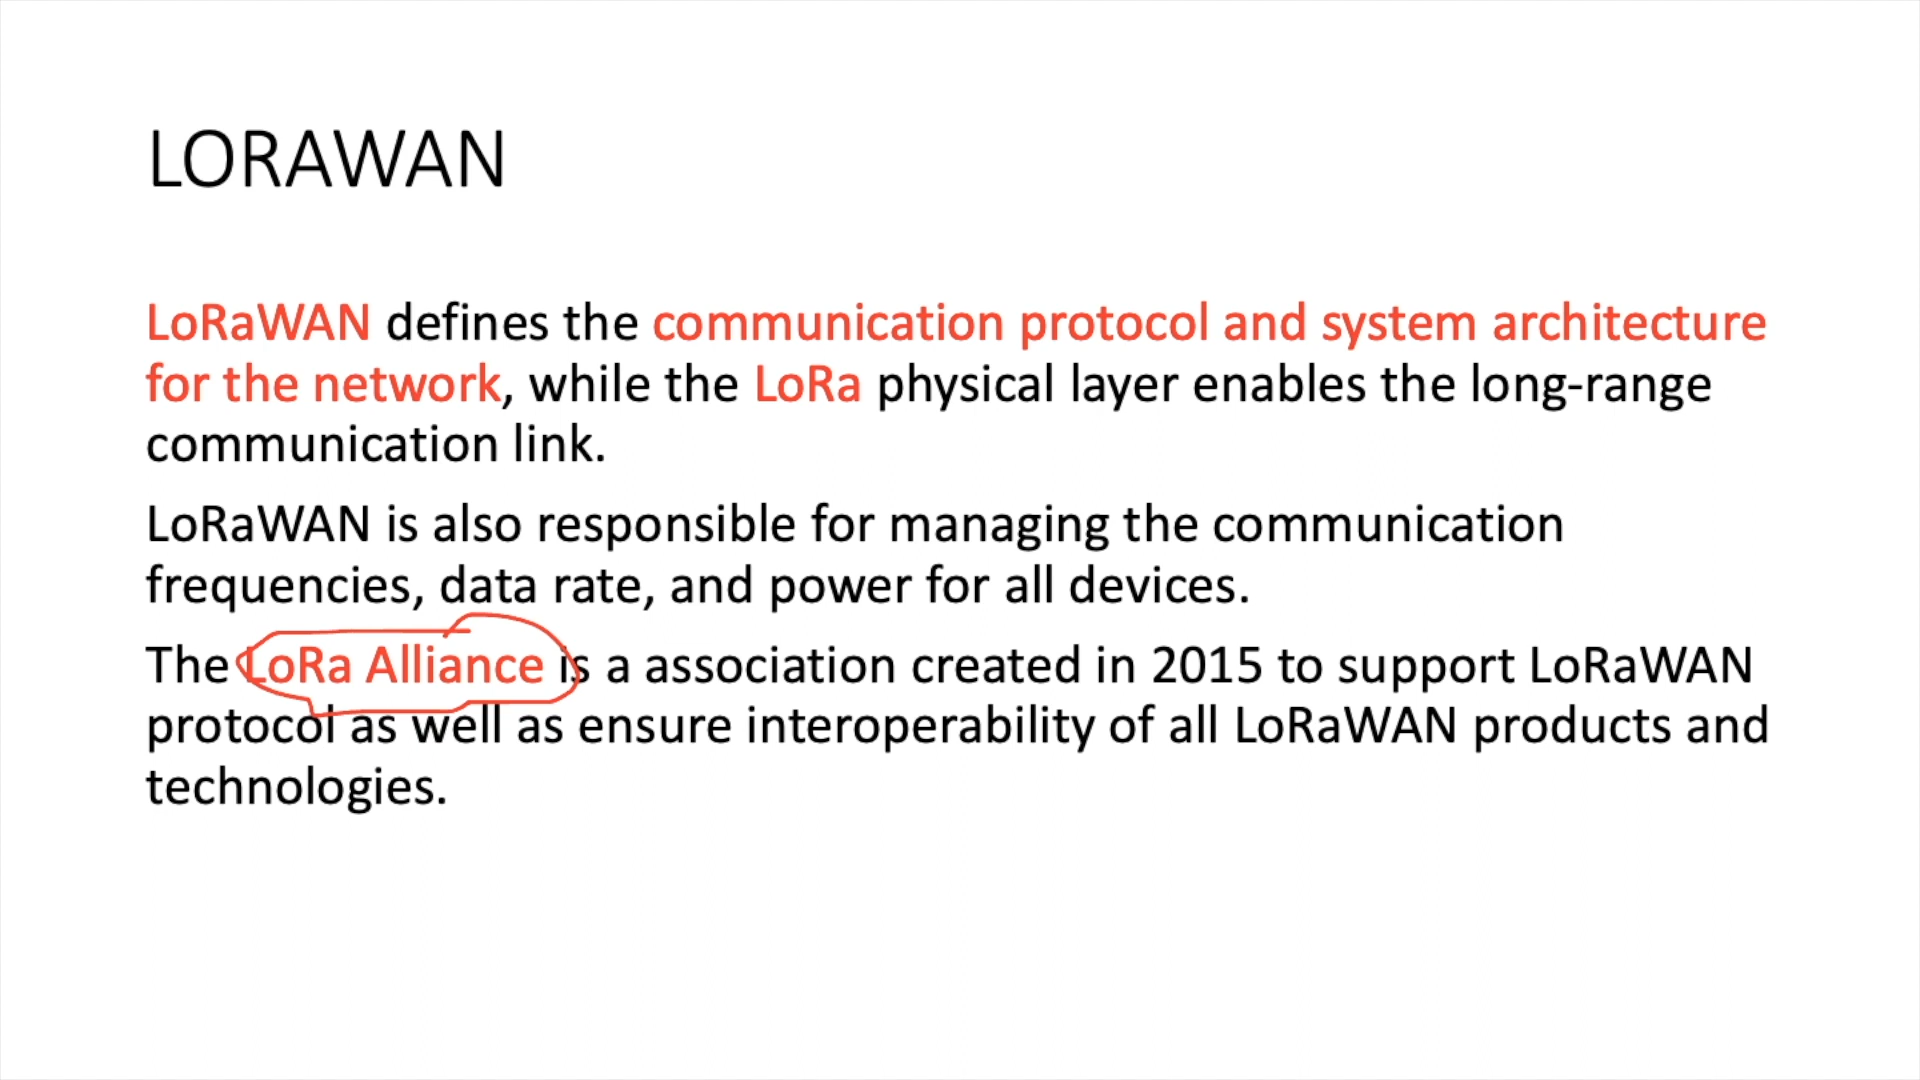 LORAWAN
LoRaWAN defines the communication protocol and system architecture
for the network, while the LoRa physical layer enables the long-range
communication link.
LoRaWAN is also responsible for managing the communication
frequencies, data rate, and power for all devices.
The LoRa Alliance is a association created in 2015 to support LoRaWAN
protocol as well as ensure interoperability of all LoRaWAN products and
technologies.